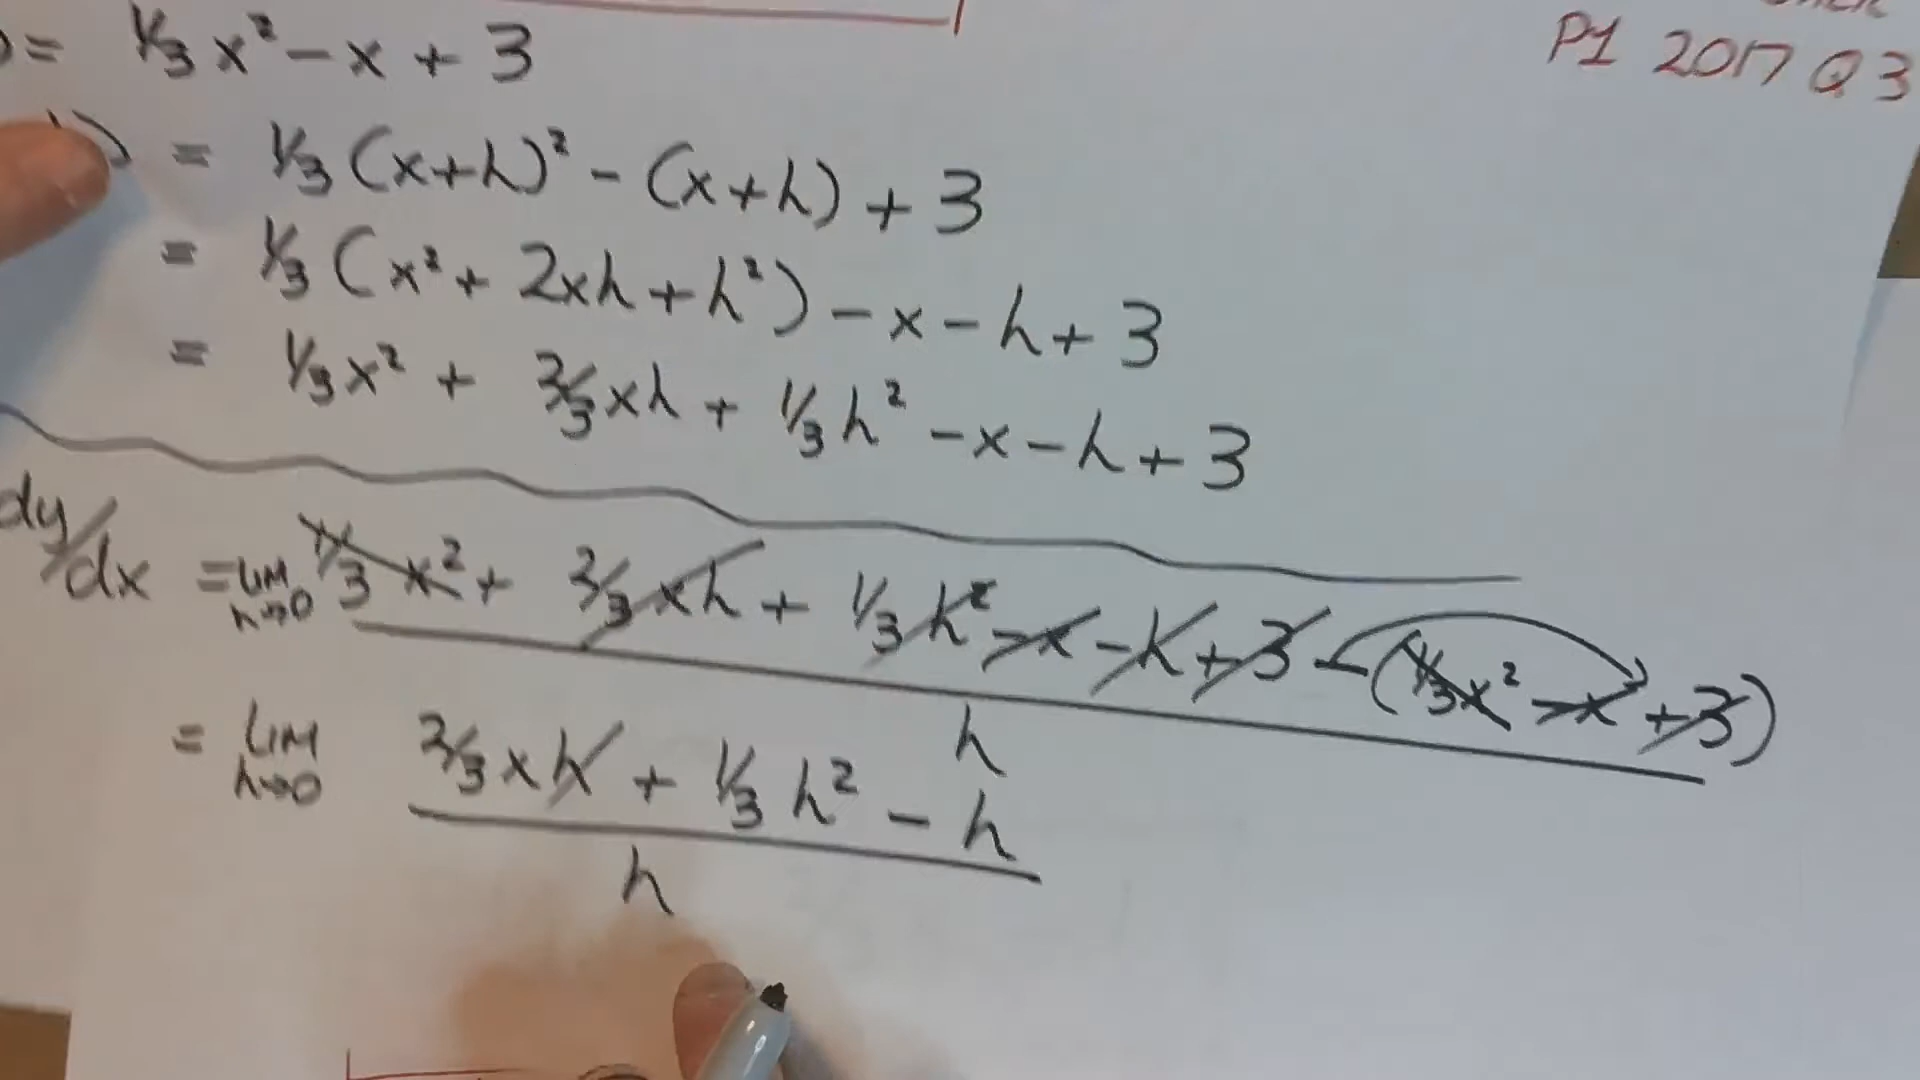 P1 2017 Q3
) = 1/3 x² - x + 3
) = 1/3 (x+h)² - (x+h) + 3
= 1/3 (x² + 2xh + h²) - x - h + 3
= 1/3 x² + 2/3 xh + 1/3 h² - x - h + 3
dy/dx = LIM h→0 1/3 x² + 2/3 xh + 1/3 h² - x - h + 3 - (1/3 x² - x + 3)
h
= LIM h→0 2/3 xh + 1/3 h² - h
h